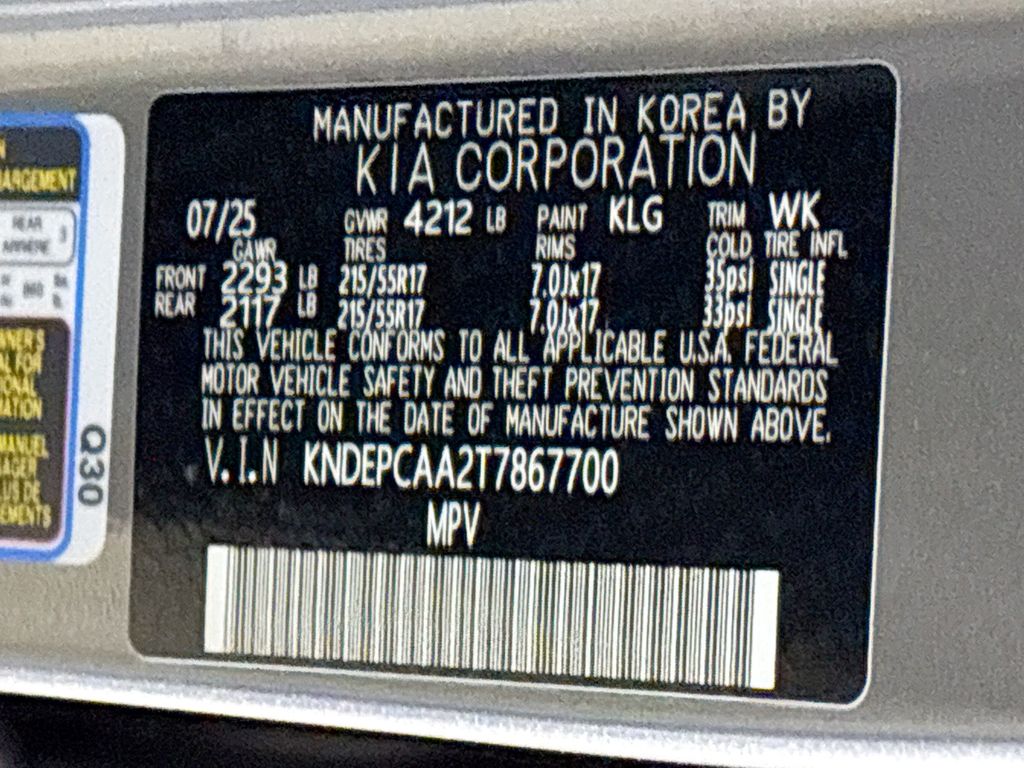 MANUFACTURED IN KOREA BY
KIA CORPORATION
07/25 GVWR 4212 LB PAINT KLG TRIM WK
GAWR TIRES RIMS COLD TIRE INFL
FRONT 2293 LB 215/55R17 7.0Jx17 35psi SINGLE
REAR 2117 LB 215/55R17 7.0Jx17 33psi SINGLE
THIS VEHICLE CONFORMS TO ALL APPLICABLE U.S.A. FEDERAL
MOTOR VEHICLE SAFETY AND THEFT PREVENTION STANDARDS
IN EFFECT ON THE DATE OF MANUFACTURE SHOWN ABOVE.
V.I.N KNDEPCAA2T7867700
MPV
REAR
MANUEL
Q30